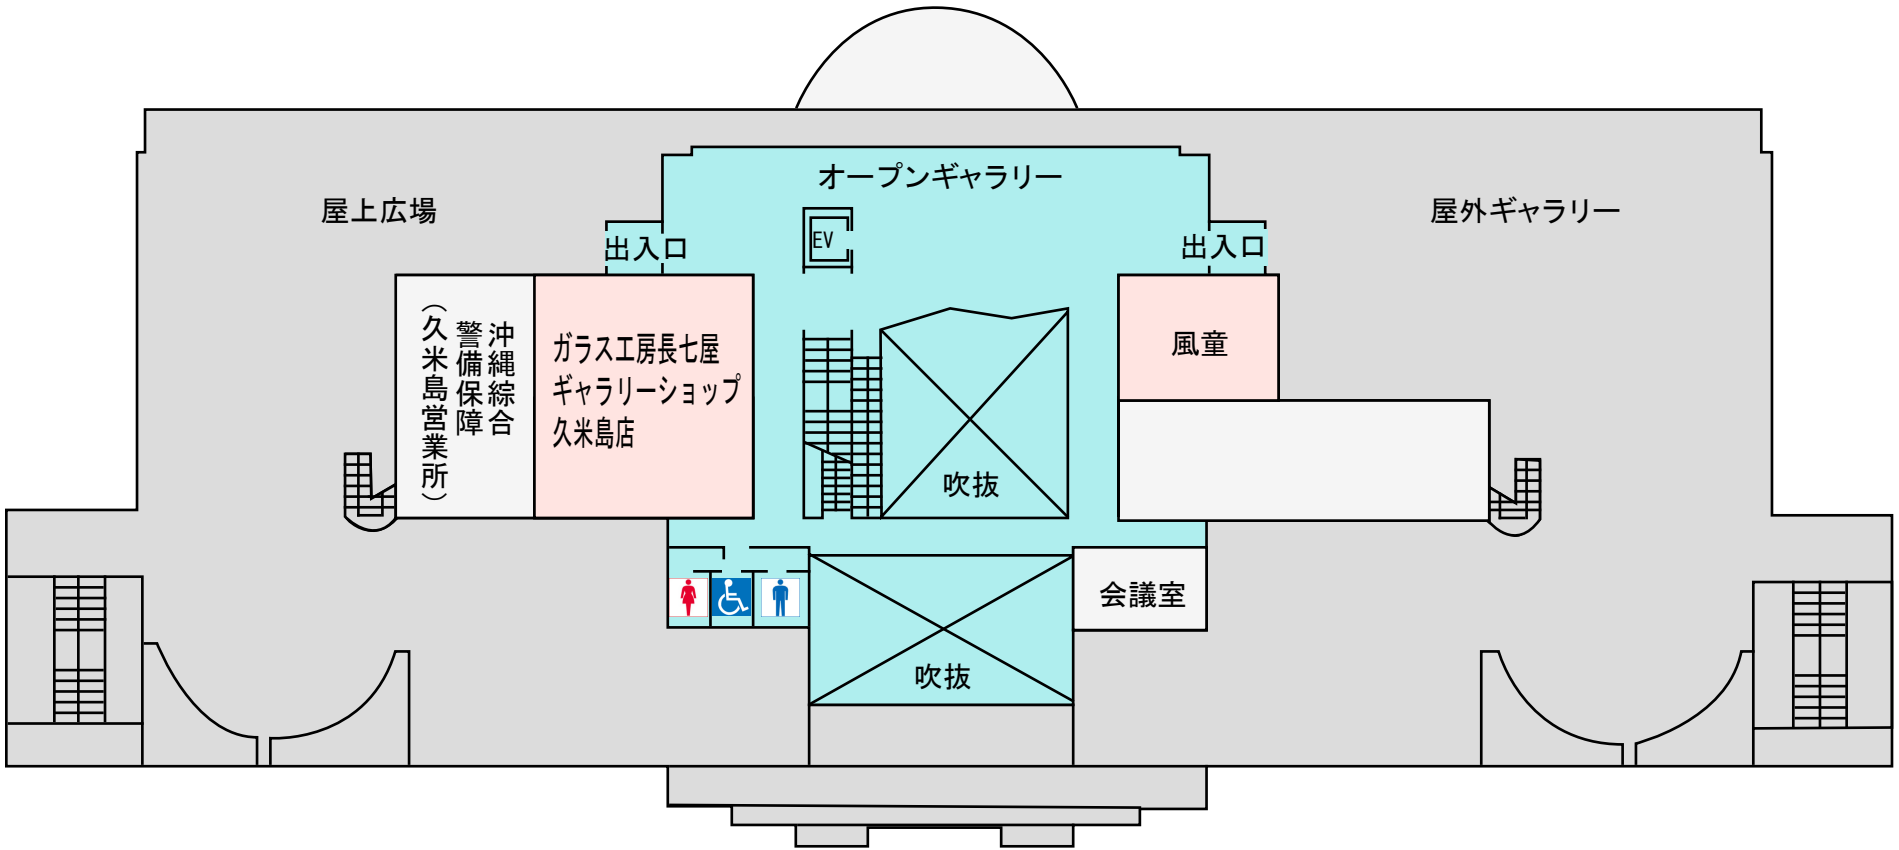 オープンギャラリー
屋上広場
屋外ギャラリー
出入口
EV
出入口
沖縄綜合
警備保障
（久米島営業所）
ガラス工房長七屋
ギャラリーショップ
久米島店
風童
吹抜
会議室
吹抜